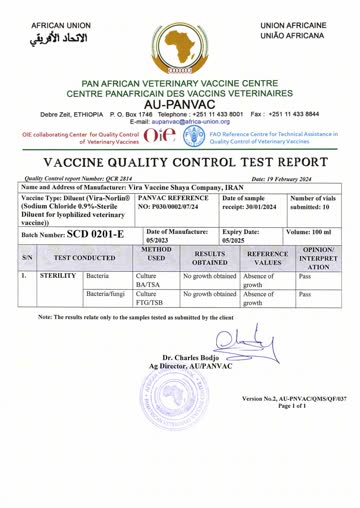 AFRICAN UNION
UNION AFRICAINE
الاتحاد الأفريقي
UNIÃO AFRICANA
PAN AFRICAN VETERINARY VACCINE CENTRE
CENTRE PANAFRICAIN DES VACCINS VETERINAIRES
AU-PANVAC
Debre Zeit, ETHIOPIA P. O. Box 1746 Telephone : +251 11 433 8001 Fax : +251 11 433 8844
E-mail: aupanvac@africa-union.org
OIE collaborating Center for Quality Control of Veterinary Vaccines
Oie
FAO Reference Centre for Technical Assistance in Quality Control of Veterinary Vaccines
VACCINE QUALITY CONTROL TEST REPORT
Quality Control report Number: QCR 2814 Date: 19 February 2024
Name and Address of Manufacturer: Vira Vaccine Shaya Company, IRAN
Vaccine Type: Diluent (Vira-Norlin® (Sodium Chloride 0.9%-Sterile Diluent for lyophilized veterinary vaccine))
PANVAC REFERENCE NO: P030/0002/07/24
Date of sample receipt: 30/01/2024
Number of vials submitted: 10
Batch Number: SCD 0201-E
Date of Manufacture: 05/2023
Expiry Date: 05/2025
Volume: 100 ml
S/N TEST CONDUCTED METHOD USED RESULTS OBTAINED REFERENCE VALUES OPINION/ INTERPRET ATION
1. STERILITY Bacteria Culture BA/TSA No growth obtained Absence of growth Pass
Bacteria/fungi Culture FTG/TSB No growth obtained Absence of growth Pass
Note: The results relate only to the samples tested as submitted by the client
Dr. Charles Bodjo
Ag Director, AU/PANVAC
Version No.2, AU-PNVAC/QMS/QF/037
Page 1 of 1